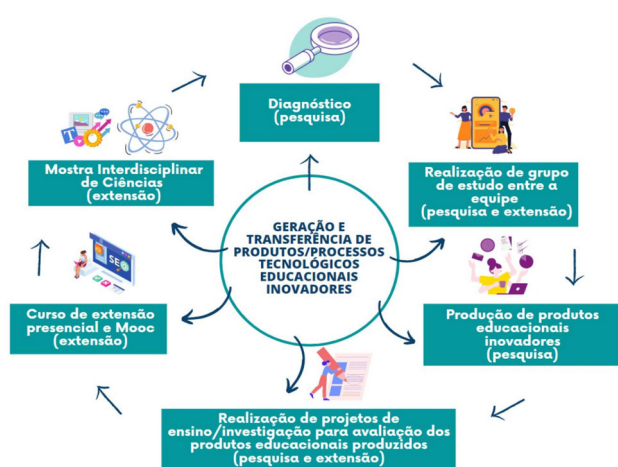 Diagnóstico
(pesquisa)
Realização de grupo
de estudo entre a
equipe
(pesquisa e extensão)
Produção de produtos
educacionais
inovadores
(pesquisa)
Realização de projetos de
ensino/investigação para avaliação dos
produtos educacionais produzidos
(pesquisa e extensão)
Curso de extensão
presencial e Mooc
(extensão)
Mostra Interdisciplinar
de Ciências
(extensão)
GERAÇÃO E
TRANSFERÊNCIA DE
PRODUTOS/PROCESSOS
TECNOLÓGICOS
EDUCACIONAIS
INOVADORES
SEO
T